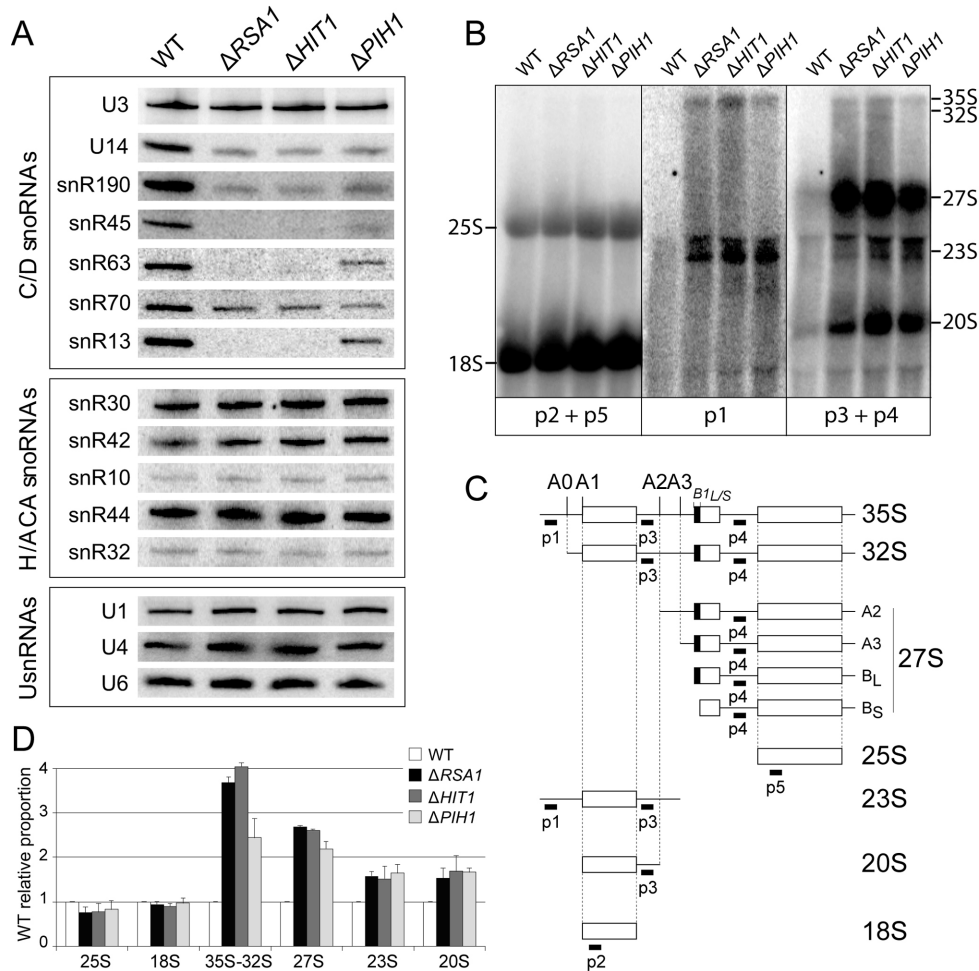 A
WT ΔRSA1 ΔHIT1 ΔPIH1
C/D snoRNAs
U3
U14
snR190
snR45
snR63
snR70
snR13
H/ACA snoRNAs
snR30
snR42
snR10
snR44
snR32
UsnRNAs
U1
U4
U6
B
WT ΔRSA1 ΔHIT1 ΔPIH1 WT ΔRSA1 ΔHIT1 ΔPIH1 WT ΔRSA1 ΔHIT1 ΔPIH1
25S
18S
35S
32S
27S
23S
20S
p2 + p5 p1 p3 + p4
C
A0 A1 A2 A3 B1L/S
35S
p1 p3 p4
32S
p3 p4
A2
p4
A3
p4
27S
BL
p4
BS
p4
25S
p5
23S
p1 p3
20S
p3
18S
p2
D
WT relative proportion
4
3
2
1
0
WT
ΔRSA1
ΔHIT1
ΔPIH1
25S 18S 35S-32S 27S 23S 20S